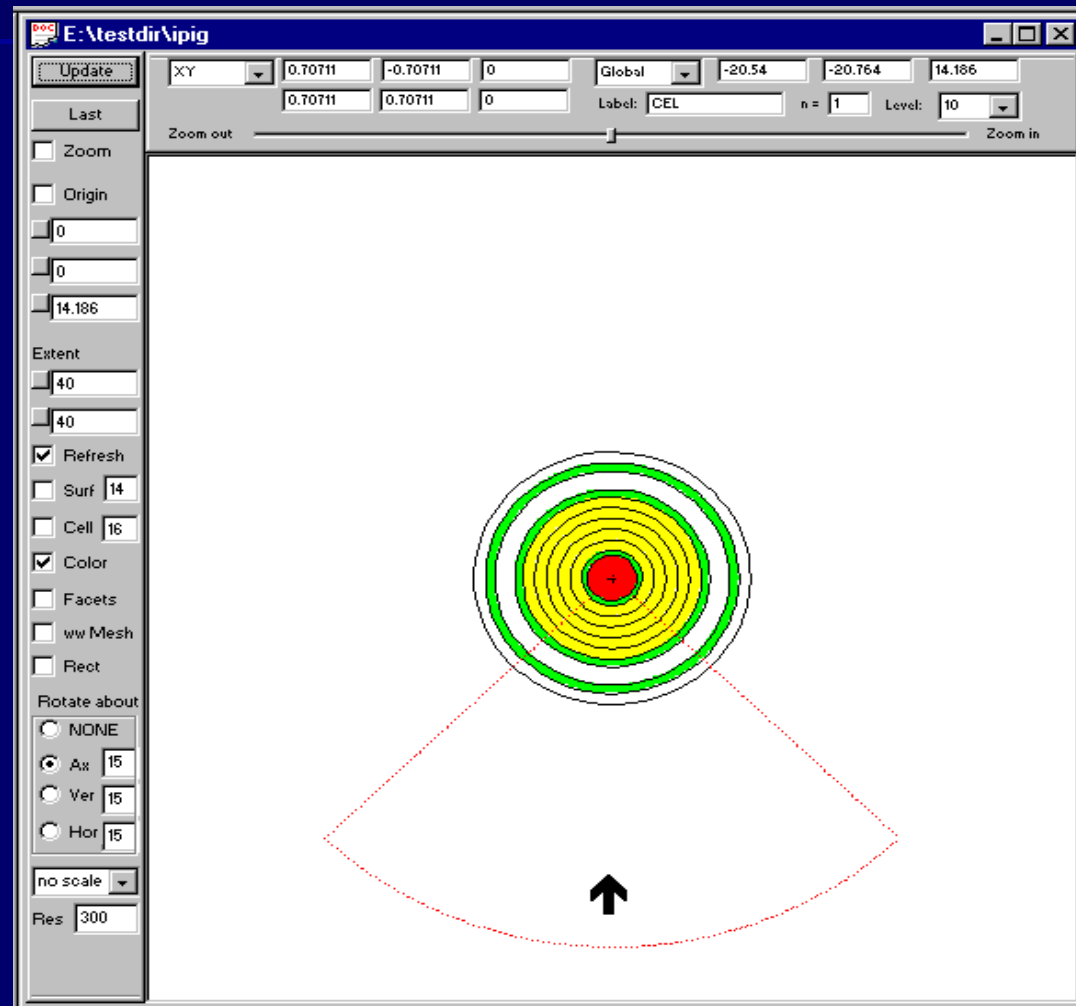 DOC E:\testdir\ipig
Update XY 0.70711 -0.70711 0 Global -20.54 -20.764 14.186
Last 0.70711 0.70711 0 Label: CEL n = 1 Level: 10
Zoom out Zoom in
Zoom
Origin
0
0
14.186
Extent
40
40
Refresh
Surf 14
Cell 16
Color
Facets
ww Mesh
Rect
Rotate about
NONE
Ax 15
Ver 15
Hor 15
no scale
Res 300